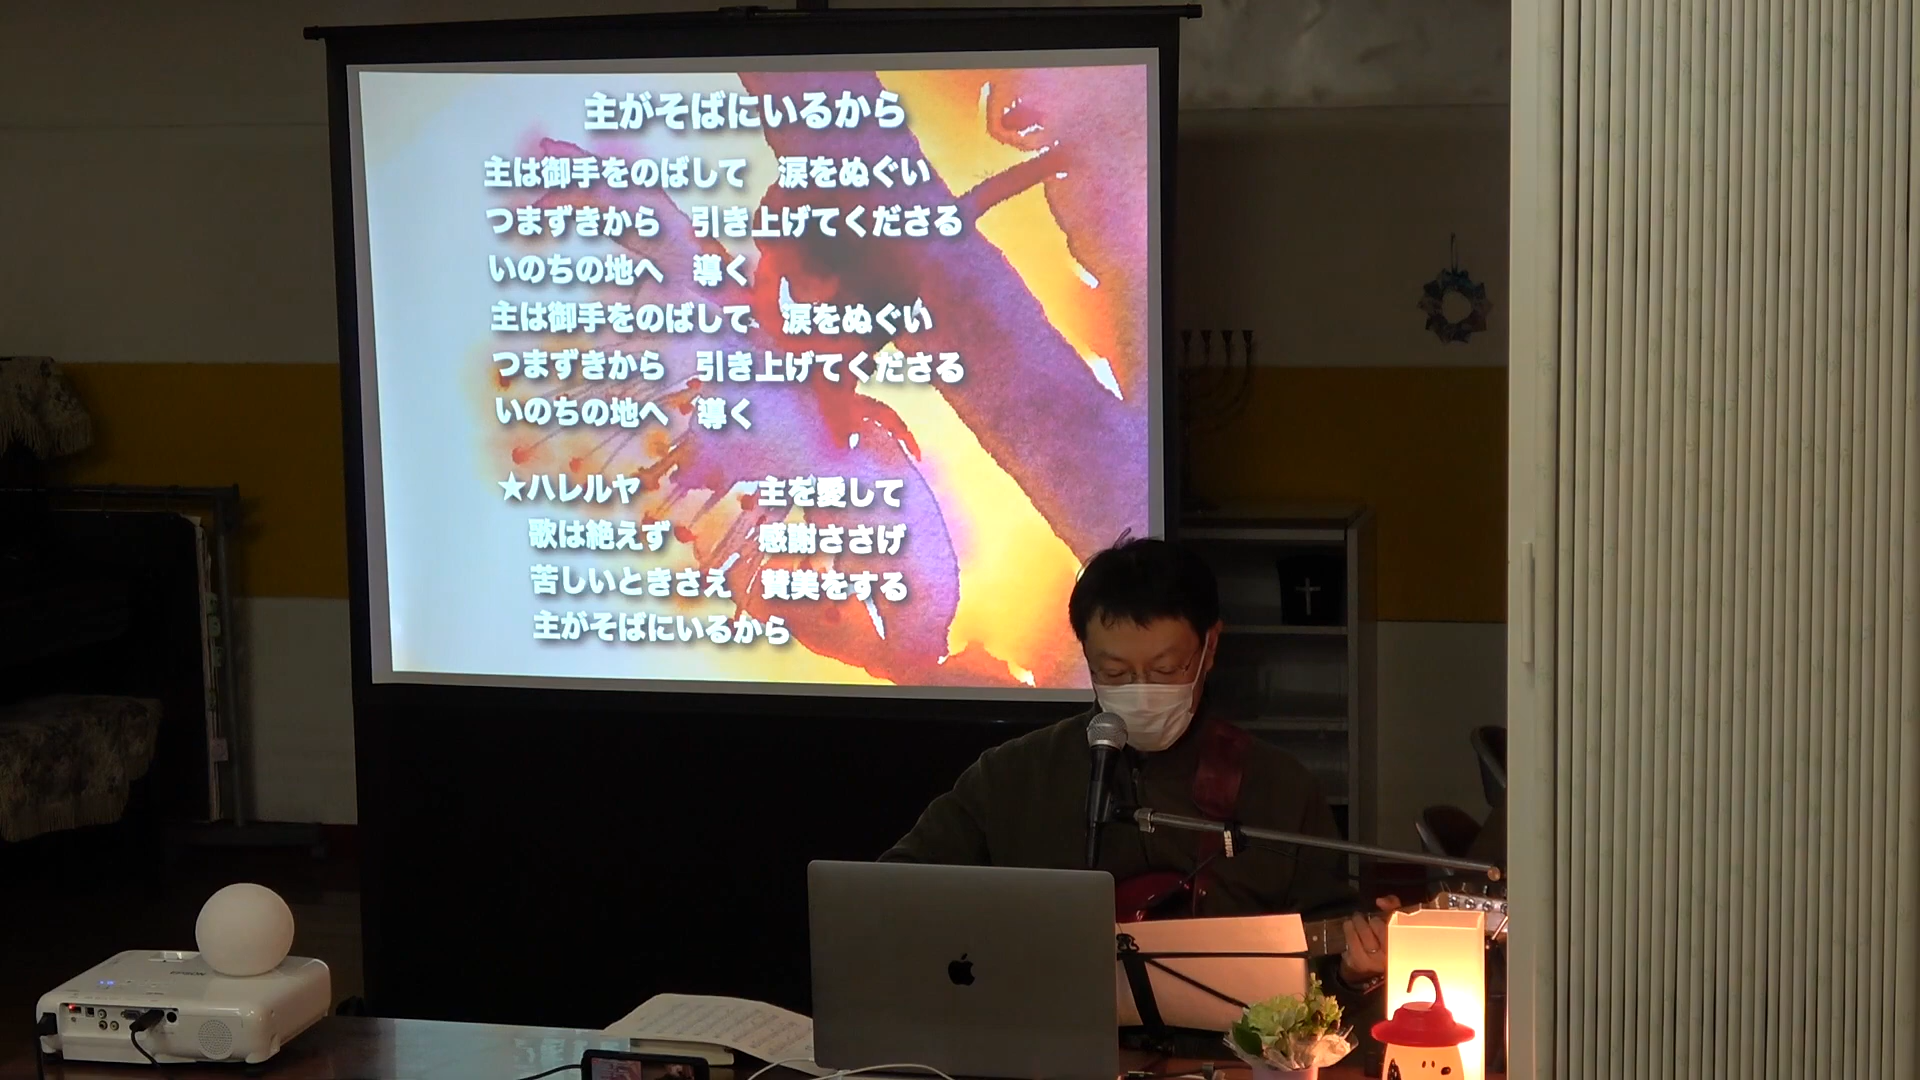 主がそばにいるから
主は御手をのばして　涙をぬぐい
つまずきから　引き上げてくださる
いのちの地へ　導く
主は御手をのばして　涙をぬぐい
つまずきから　引き上げてくださる
いのちの地へ　導く
★ハレルヤ　主を愛して
歌は絶えず　感謝ささげ
苦しいときさえ　賛美をする
主がそばにいるから
EPSON
SHURE